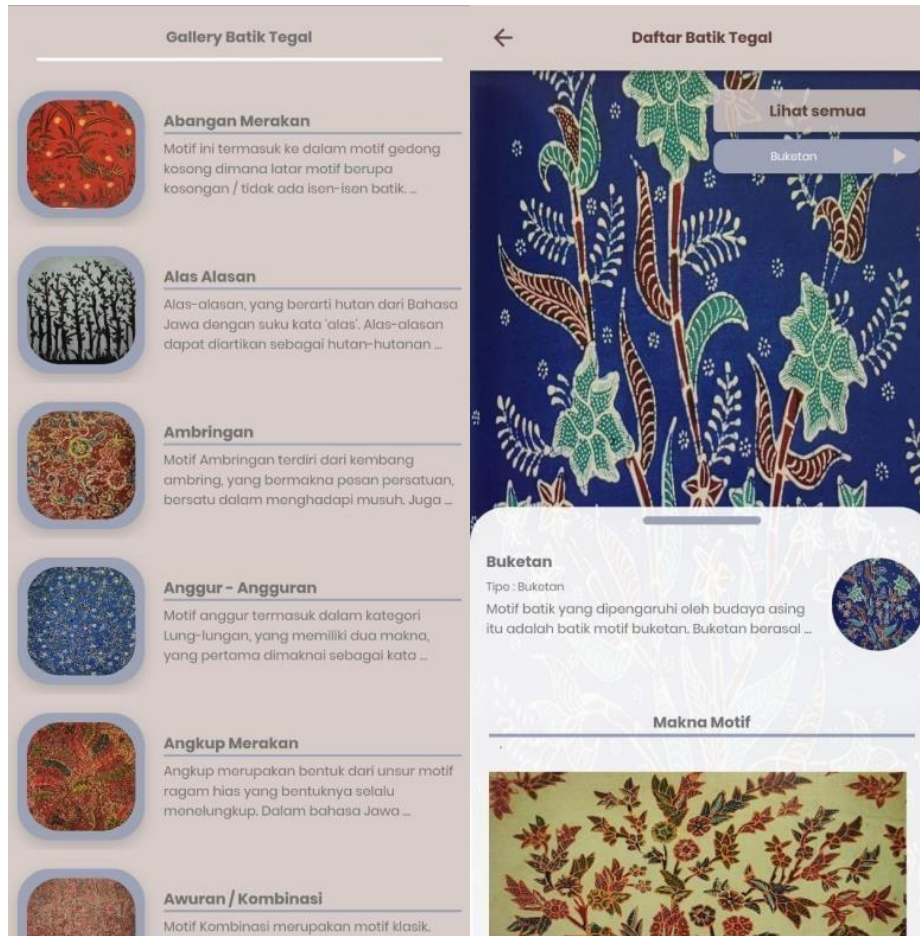 Gallery Batik Tegal
Abangan Merakan
Motif ini termasuk ke dalam motif gedong
kosong dimana latar motif berupa
kosongan / tidak ada isen-isen batik. ...
Alas Alasan
Alas-alasan, yang berarti hutan dari Bahasa
Jawa dengan suku kata 'alas'. Alas-alasan
dapat diartikan sebagai hutan-hutanan ...
Ambringan
Motif Ambringan terdiri dari kembang
ambring, yang bermakna pesan persatuan,
bersatu dalam menghadapi musuh. Juga ...
Anggur - Angguran
Motif anggur termasuk dalam kategori
Lung-lungan, yang memiliki dua makna,
yang pertama dimaknai sebagai kata ...
Angkup Merakan
Angkup merupakan bentuk dari unsur motif
ragam hias yang bentuknya selalu
menelungkup. Dalam bahasa Jawa ...
Awuran / Kombinasi
Motif Kombinasi merupakan motif klasik.
Daftar Batik Tegal
Lihat semua
Buketan
Buketan
Tipe : Buketan
Motif batik yang dipengaruhi oleh budaya asing
itu adalah batik motif buketan. Buketan berasal ...
Makna Motif
.